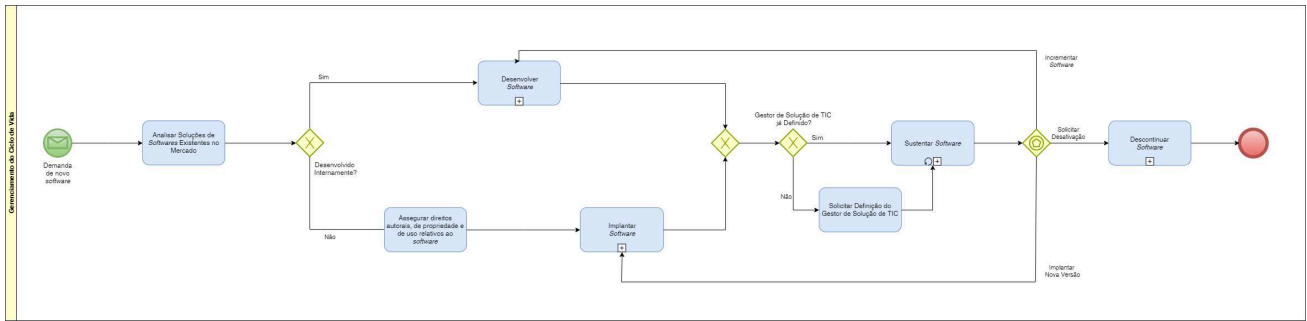 Gerenciamento do Ciclo de Vida
Demanda
de novo
software
Analisar Soluções de
Softwares Existentes no
Mercado
Desenvolvido
Internamente?
Sim
Não
Desenvolver
Software
Assegurar direitos
autorais, de propriedade e
de uso relativos ao
software
Implantar
Software
Gestor de Solução de TIC
já Definido?
Sim
Não
Sustentar Software
Solicitar Definição do
Gestor de Solução de TIC
Incrementar
Software
Solicitar
Desativação
Implantar
Nova Versão
Descontinuar
Software